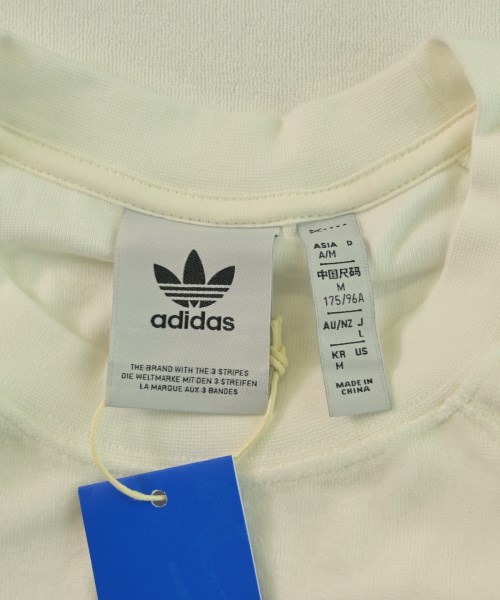 adidas
THE BRAND WITH THE 3 STRIPES
DIE WELTMARKE MIT DEN 3 STREIFEN
LA MARQUE AUX 3 BANDES
ASIA D
A/M
中国尺码
M
175/96A
AU/NZ J
L
KR US
M
MADE IN
CHINA